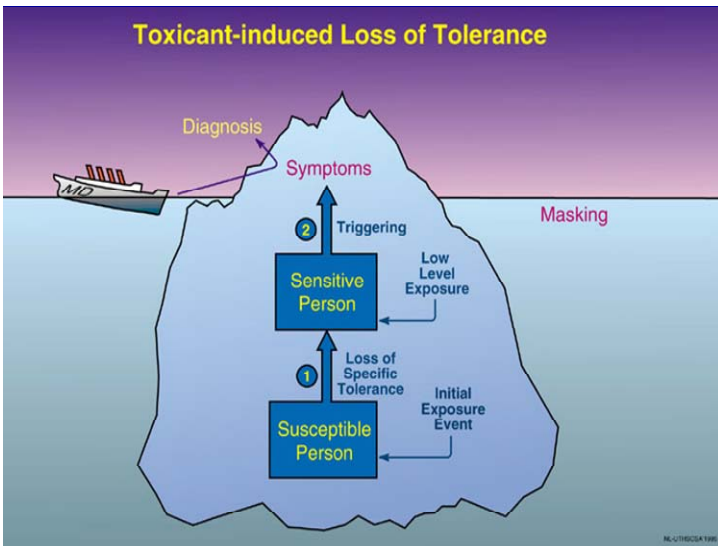 Toxicant-induced Loss of Tolerance
Diagnosis
Symptoms
MD
Masking
2
Triggering
Sensitive
Person
Low
Level
Exposure
1
Loss of
Specific
Tolerance
Susceptible
Person
Initial
Exposure
Event